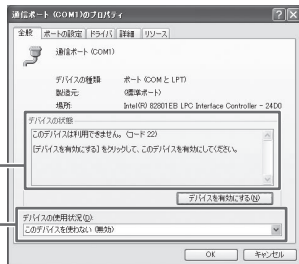 通信ポート (COM1)のプロパティ
全般 ポートの設定 ドライバ 詳細 リソース
通信ポート (COM1)
デバイスの種類: ポート (COM と LPT)
製造元: (標準ポート)
場所: Intel(R) 82801EB LPC Interface Controller - 24D0
デバイスの状態
このデバイスは利用できません。 (コード 22)
[デバイスを有効にする] をクリックして、このデバイスを有効にしてください。
デバイスを有効にする(N)
デバイスの使用状況(D):
このデバイスを使わない (無効)
OK キャンセル